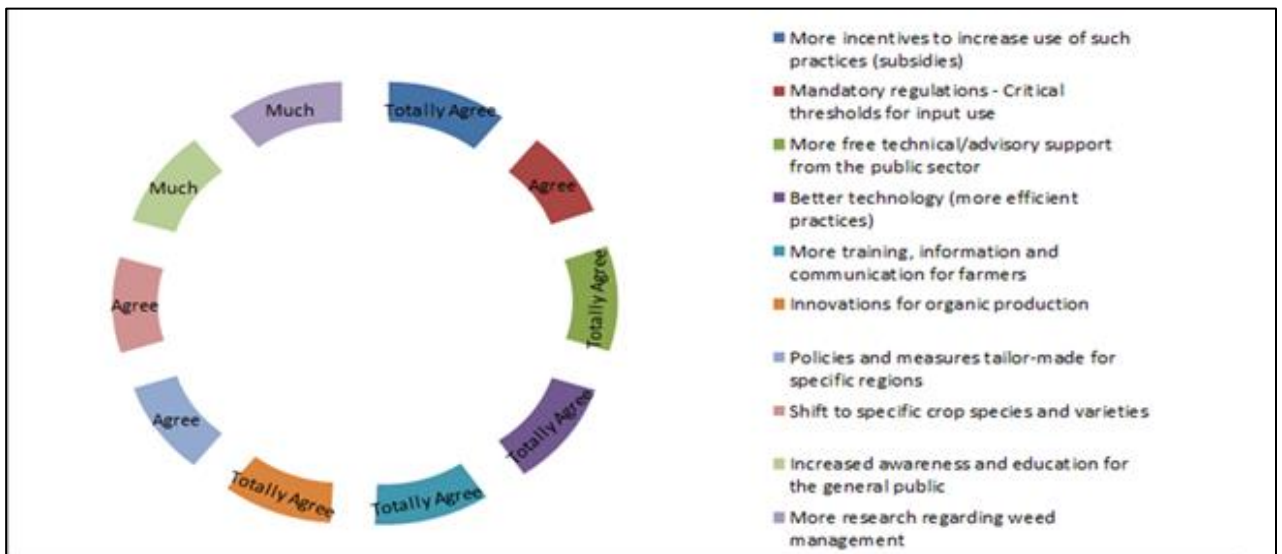 Totally Agree
Agree
Totally Agree
Totally Agree
Totally Agree
Totally Agree
Agree
Agree
Much
Much
More incentives to increase use of such
practices (subsidies)
Mandatory regulations - Critical
thresholds for input use
More free technical/advisory support
from the public sector
Better technology (more efficient
practices)
More training, information and
communication for farmers
Innovations for organic production
Policies and measures tailor-made for
specific regions
Shift to specific crop species and varieties
Increased awareness and education for
the general public
More research regarding weed
management